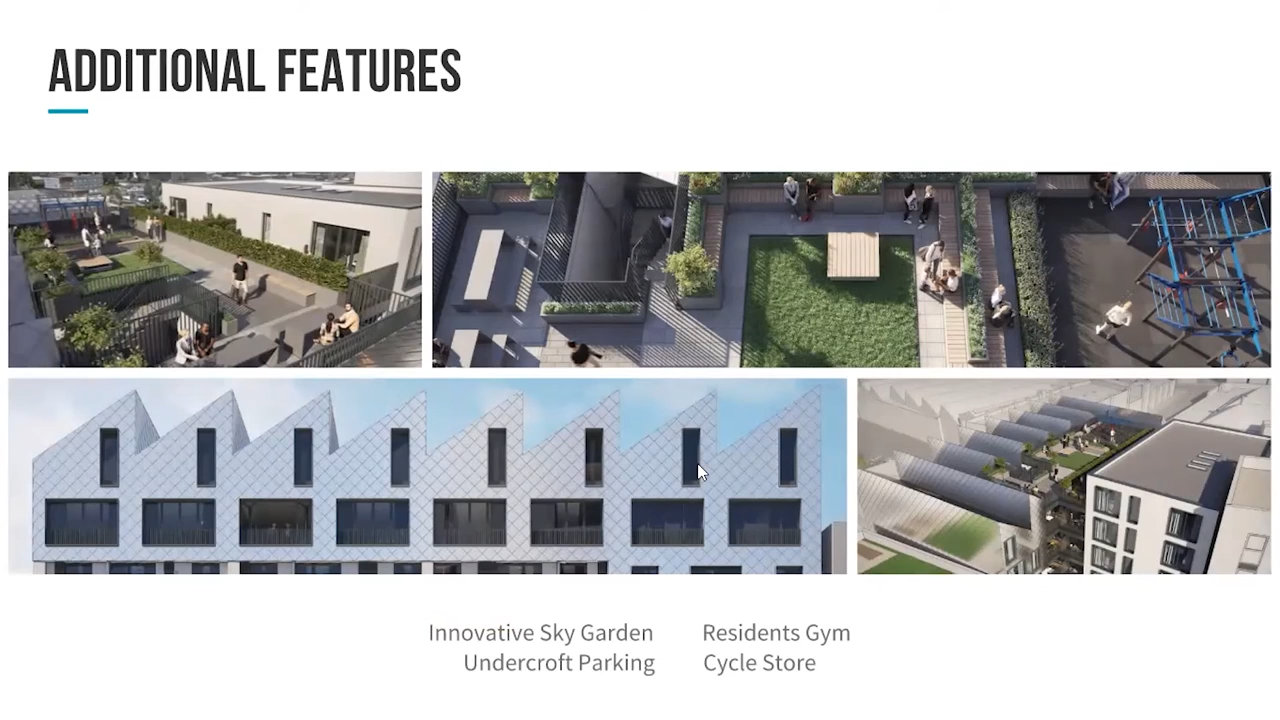 ADDITIONAL FEATURES
Innovative Sky Garden
Undercroft Parking
Residents Gym
Cycle Store